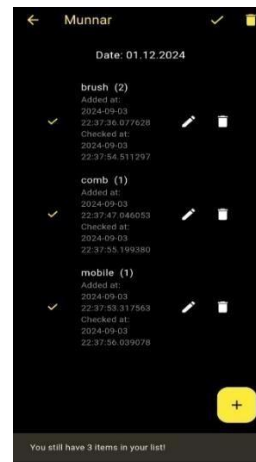 Munnar
Date: 01.12.2024
brush (2)
Added at:
2024-09-03
22:37:36.077628
Checked at:
2024-09-03
22:37:54.511297
comb (1)
Added at:
2024-09-03
22:37:47.046053
Checked at:
2024-09-03
22:37:55.199380
mobile (1)
Added at:
2024-09-03
22:37:53.317563
Checked at:
2024-09-03
22:37:56.039078
You still have 3 items in your list!